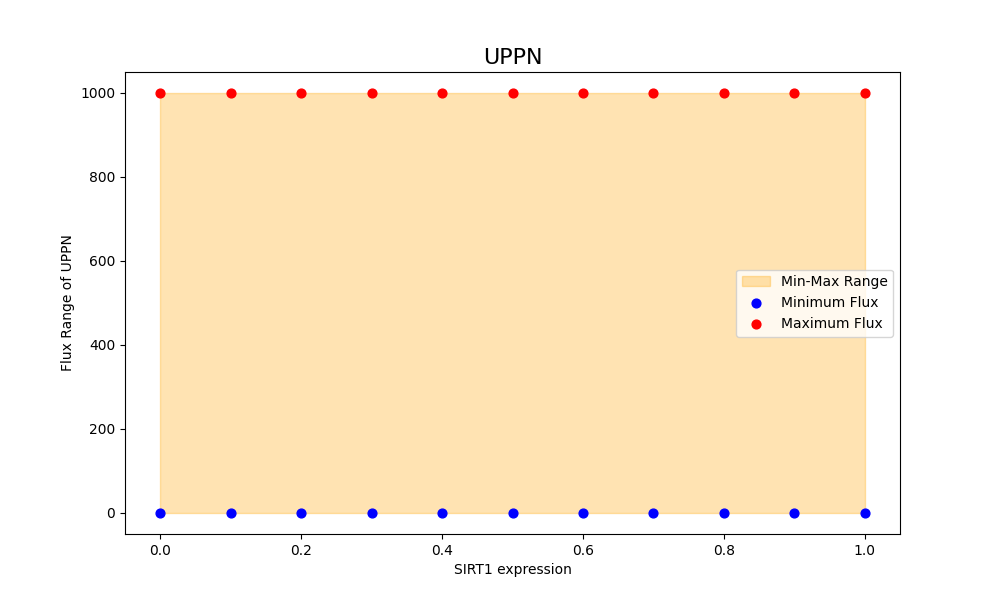 UPPN
Flux Range of UPPN
1000
800
600
400
200
0
Min-Max Range
Minimum Flux
Maximum Flux
0.0 0.2 0.4 0.6 0.8 1.0
SIRT1 expression